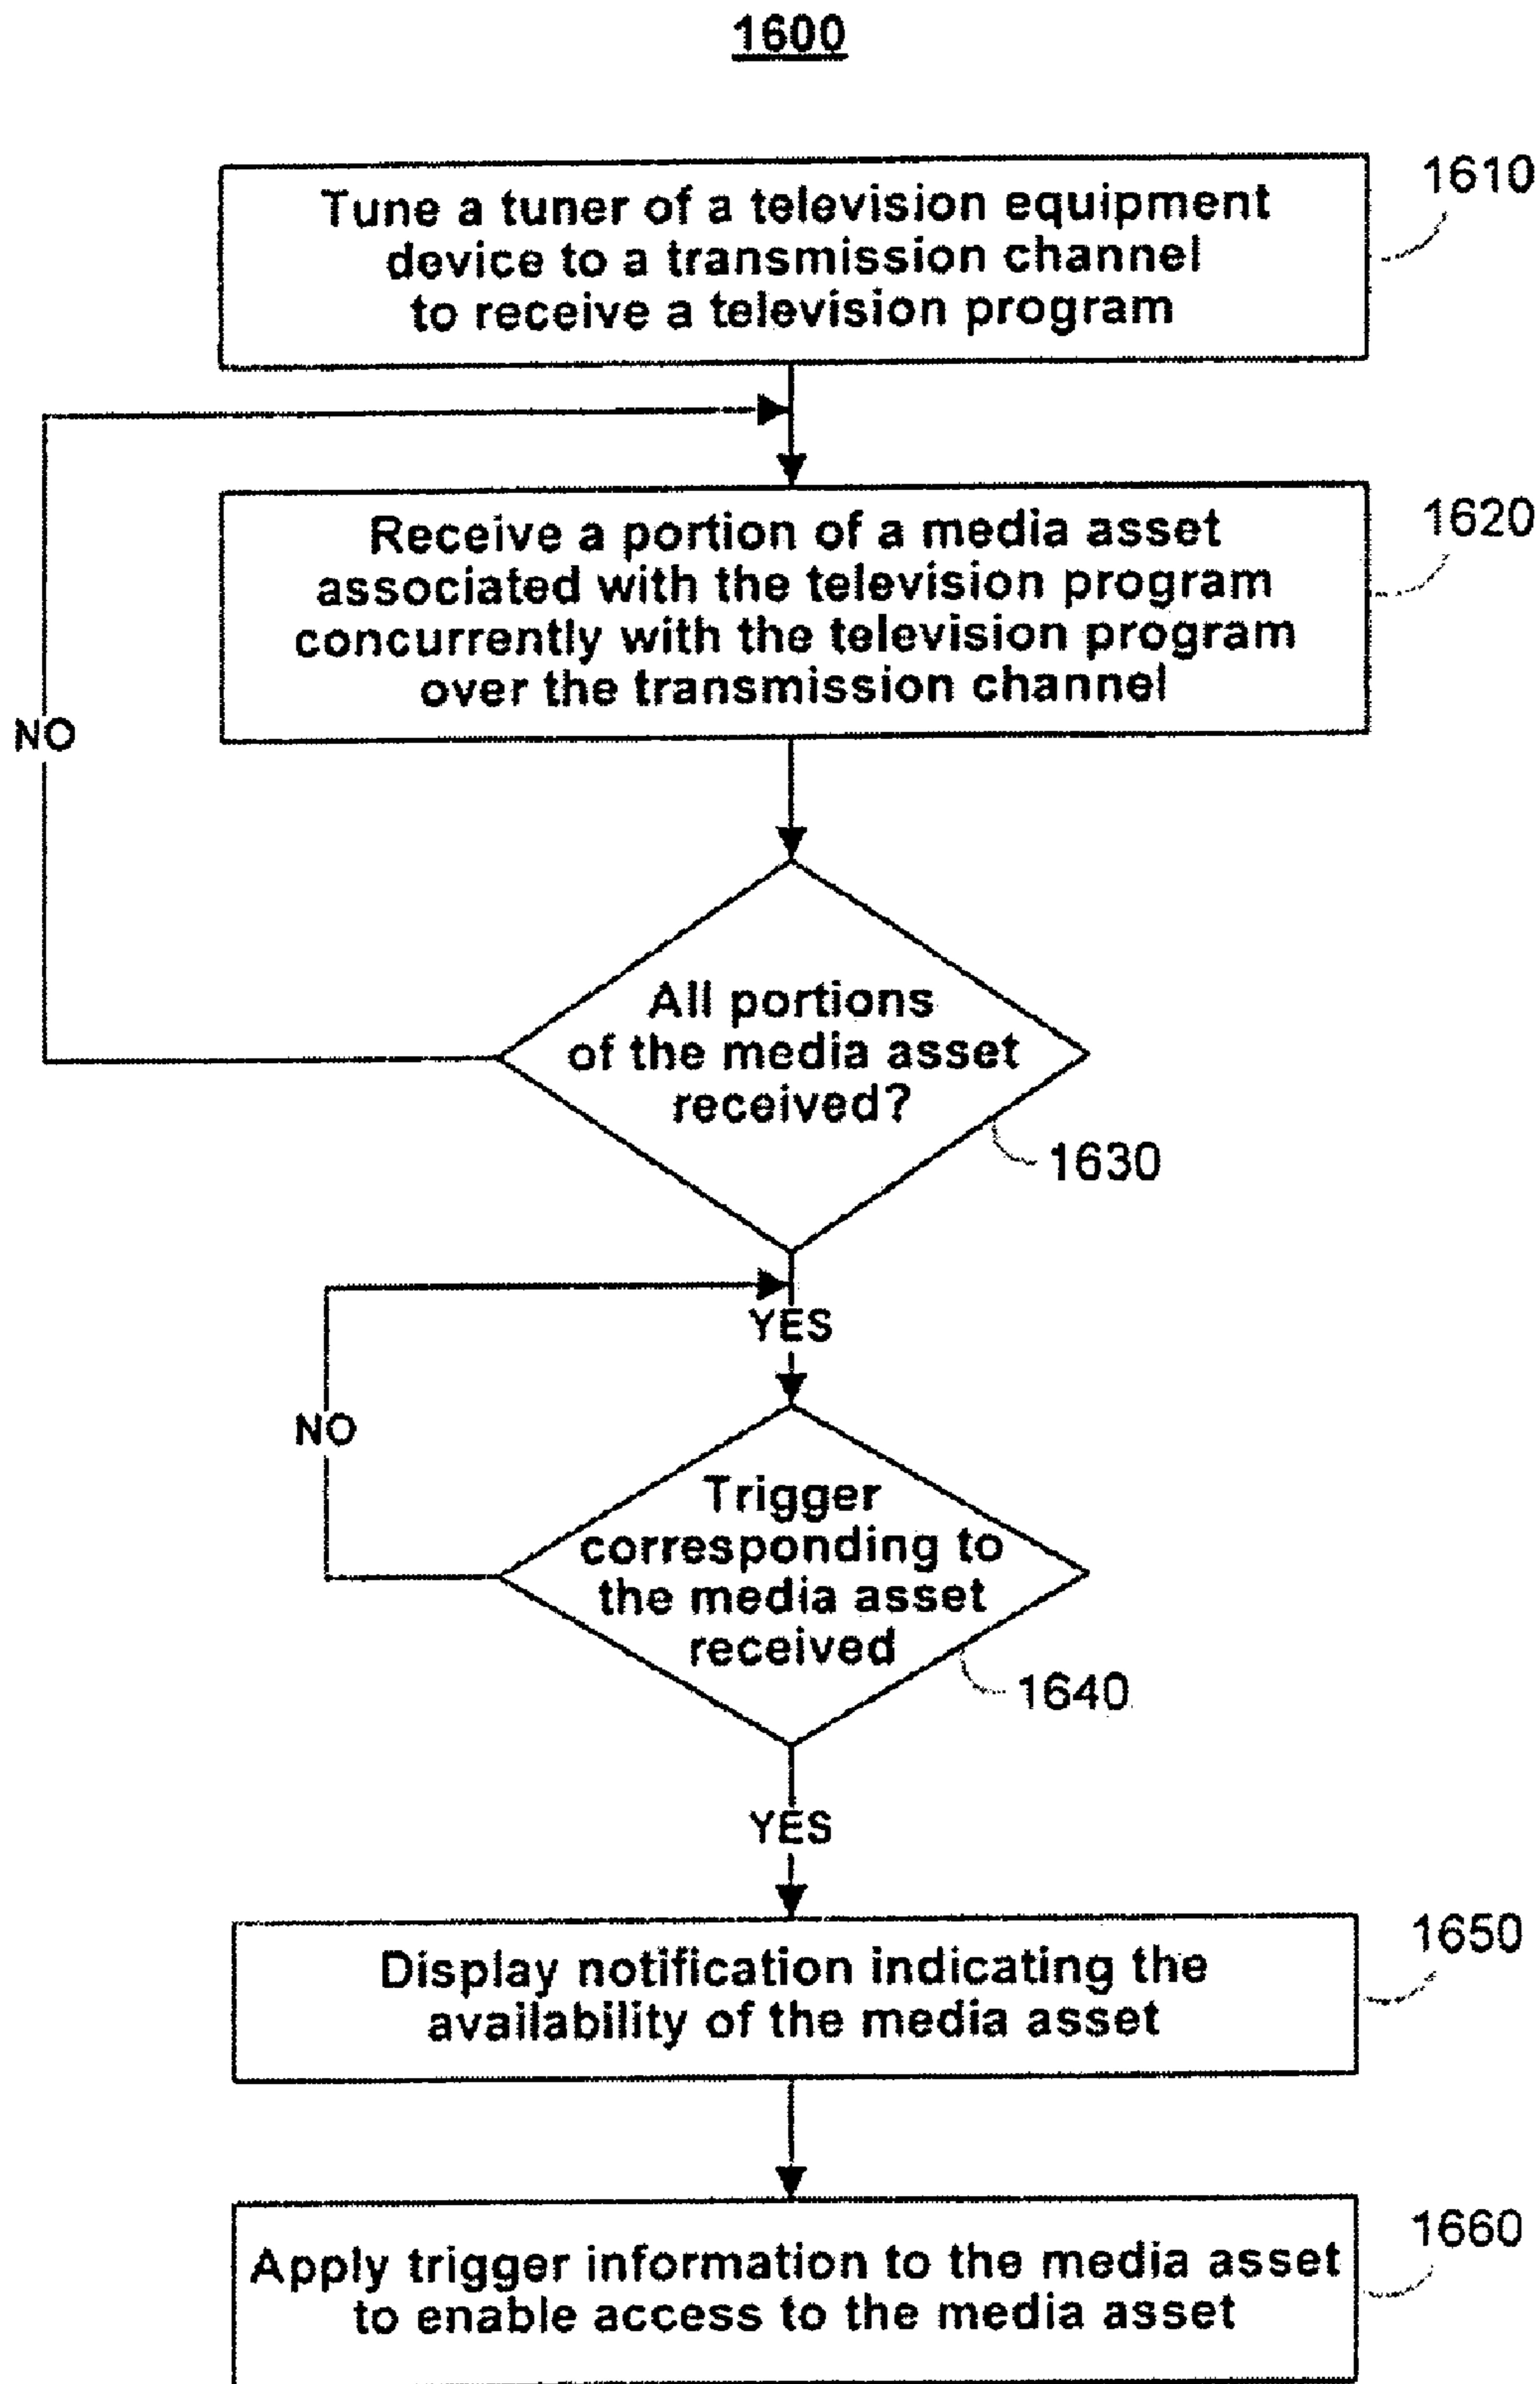 1600
Tune a tuner of a television equipment
device to a transmission channel
to receive a television program
1610
Receive a portion of a media asset
associated with the television program
concurrently with the television program
over the transmission channel
1620
NO
All portions
of the media asset
received?
1630
YES
NO
Trigger
corresponding to
the media asset
received
1640
YES
Display notification indicating the
availability of the media asset
1650
Apply trigger information to the media asset
to enable access to the media asset
1660